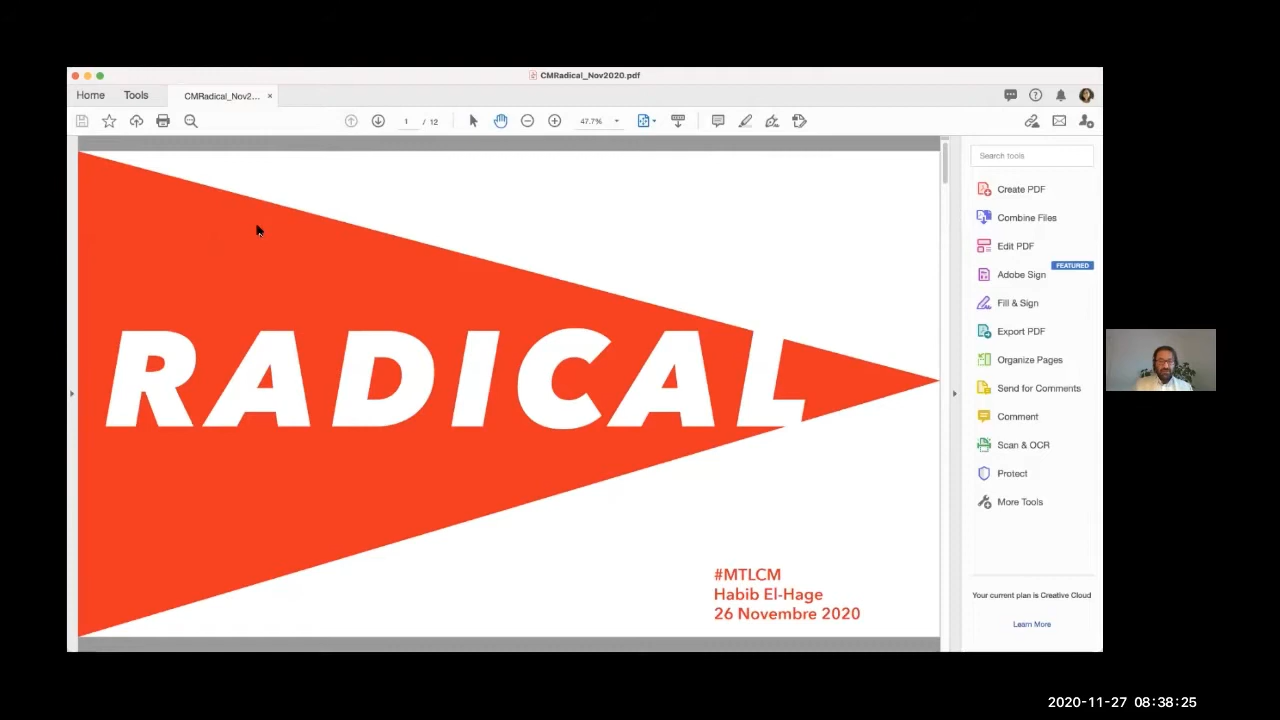 CMRadical_Nov2020.pdf
Home
Tools
CMRadical_Nov2... ×
1 / 12
47.7%
RADICAL
#MTLCM
Habib El-Hage
26 Novembre 2020
Search tools
Create PDF
Combine Files
Edit PDF
FEATURED
Adobe Sign
Fill & Sign
Export PDF
Organize Pages
Send for Comments
Comment
Scan & OCR
Protect
More Tools
Your current plan is Creative Cloud
Learn More
2020-11-27 08:38:25